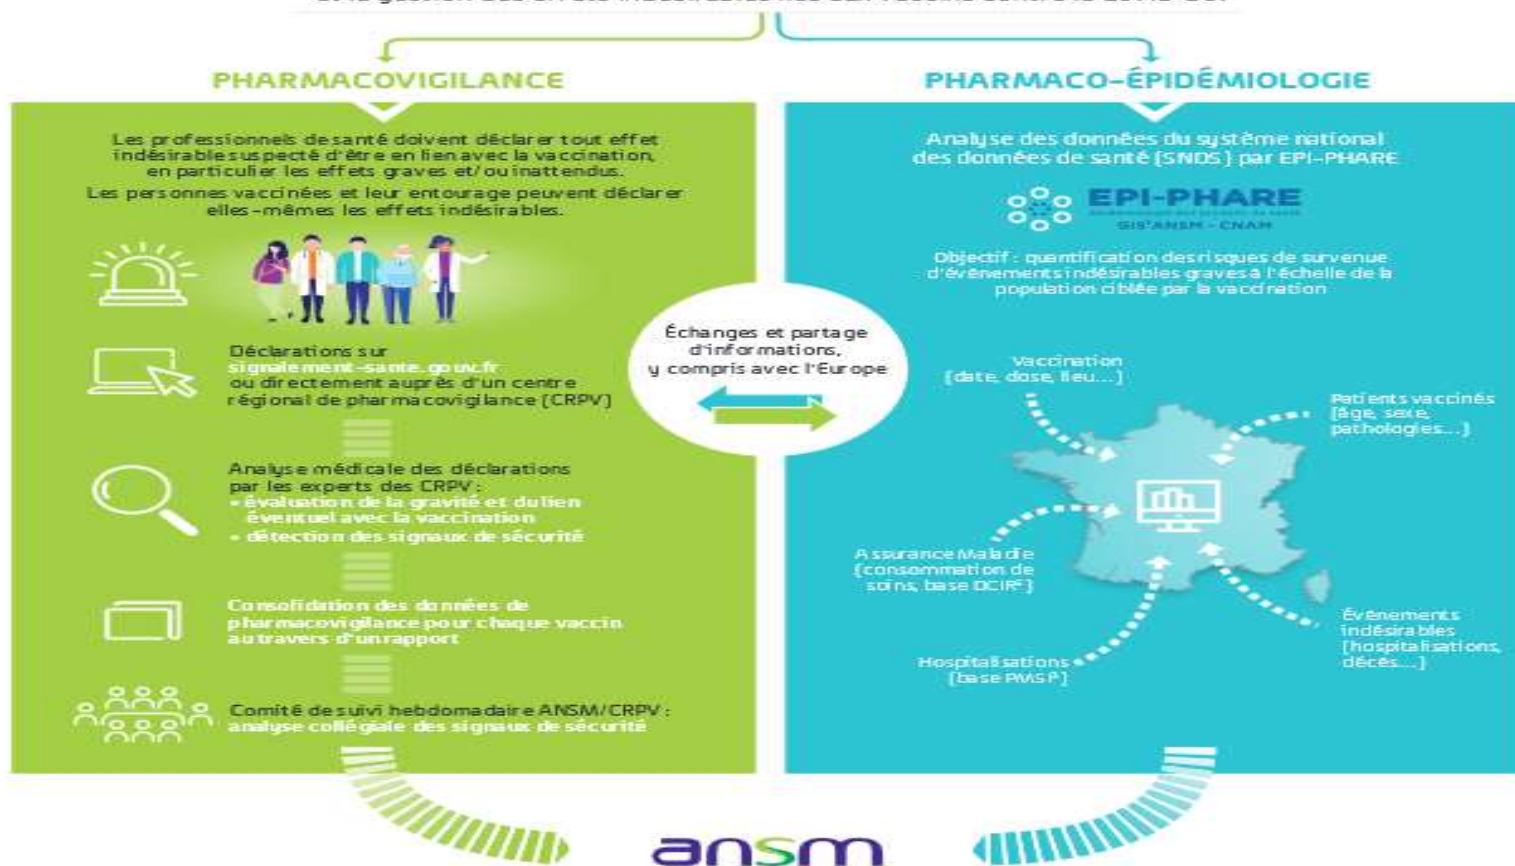 PHARMACOVIGILANCE
Les professionnels de santé doivent déclarer tout effet
indésirable suspecté d'être en lien avec la vaccination,
en particulier les effets graves et/ou inattendus.
Les personnes vaccinées et leur entourage peuvent déclarer
elles-mêmes les effets indésirables.
Déclarations sur
signalement-sante.gouv.fr
ou directement auprès d'un centre
régional de pharmacovigilance (CRPV)
Analyse médicale des déclarations
par les experts des CRPV :
• évaluation de la gravité et du lien
éventuel avec la vaccination
• détection des signaux de sécurité
Consolidation des données de
pharmacovigilance pour chaque vaccin
au travers d'un rapport
Comité de suivi hebdomadaire ANSM/CRPV :
analyse collégiale des signaux de sécurité
Échanges et partage
d'informations,
y compris avec l'Europe
PHARMACO-ÉPIDÉMIOLOGIE
Analyse des données du système national
des données de santé (SNDS) par EPI-PHARE
EPI-PHARE
GIS ANSM - CNAM
Objectif : quantification des risques de survenue
d'évènements indésirables graves à l'échelle de la
population ciblée par la vaccination
Vaccination
(date, dose, lieu...)
Patients vaccinés
(âge, sexe,
pathologies...)
Assurance Maladie
(consommation de
soins, base DCIR)
Hospitalisations
(base PMSI)
Évènements
indésirables
(hospitalisations,
décès...)
ansm